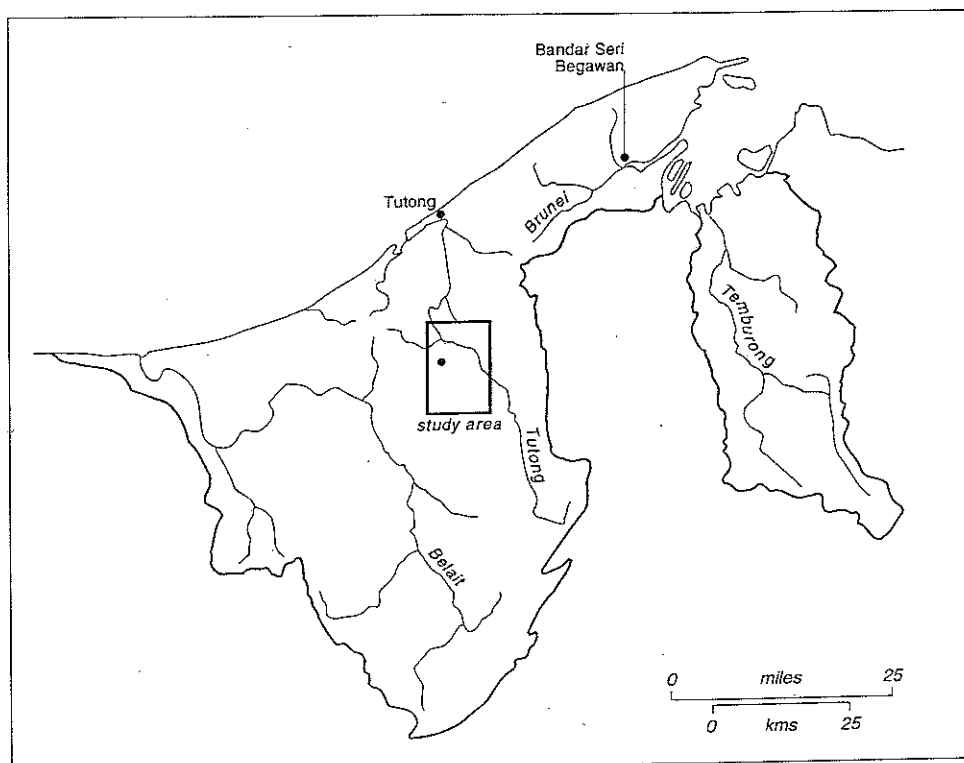 Bandar Seri
Begawan
Tutong
Brunei
Temburong
study area
Tutong
Belait
0 miles 25
0 kms 25